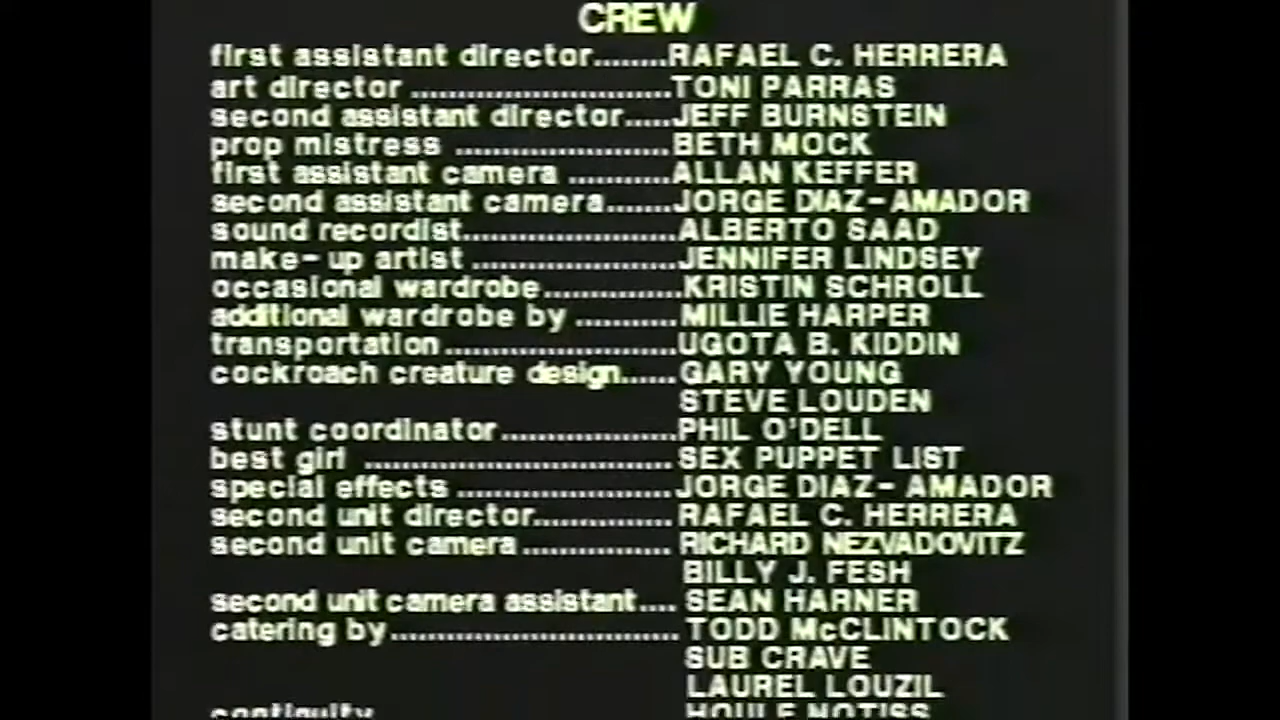 CREW
first assistant director........RAFAEL C. HERRERA
art director ............................TONI PARRAS
second assistant director.....JEFF BURNSTEIN
prop mistress .......................BETH MOCK
first assistant camera ...........ALLAN KEFFER
second assistant camera.......JORGE DIAZ-AMADOR
sound recordist.......................ALBERTO SAAD
make-up artist ......................JENNIFER LINDSEY
occasional wardrobe...............KRISTIN SCHROLL
additional wardrobe by ...........MILLIE HARPER
transportation.........................UGOTA B. KIDDIN
cockroach creature design......GARY YOUNG
STEVE LOUDEN
stunt coordinator...................PHIL O'DELL
best girl .................................SEX PUPPET LIST
special effects .......................JORGE DIAZ- AMADOR
second unit director...............RAFAEL C. HERRERA
second unit camera................RICHARD NEZVADOVITZ
BILLY J. FESH
second unit camera assistant....SEAN HARNER
catering by...............................TODD McCLINTOCK
SUB CRAVE
LAUREL LOUZIL
continuity HOULE NOTISS